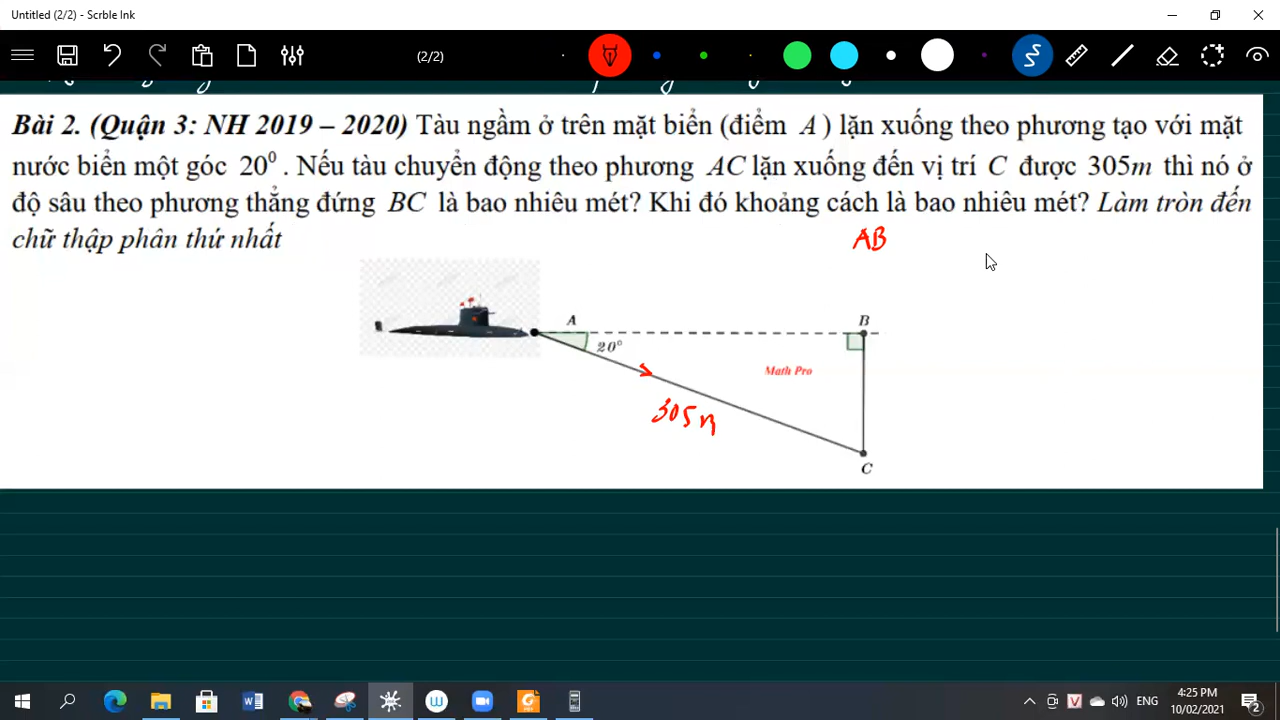 Untitled (2/2) - Scrble Ink
(2/2)
Bài 2. (Quận 3: NH 2019 – 2020) Tàu ngầm ở trên mặt biển (điểm A) lặn xuống theo phương tạo với mặt
nước biển một góc 20⁰. Nếu tàu chuyển động theo phương AC lặn xuống đến vị trí C được 305m thì nó ở
độ sâu theo phương thẳng đứng BC là bao nhiêu mét? Khi đó khoảng cách là bao nhiêu mét? Làm tròn đến
chữ thập phân thứ nhất
AB
A
B
20°
Math Pro
305m
C
ENG
4:25 PM
10/02/2021
2